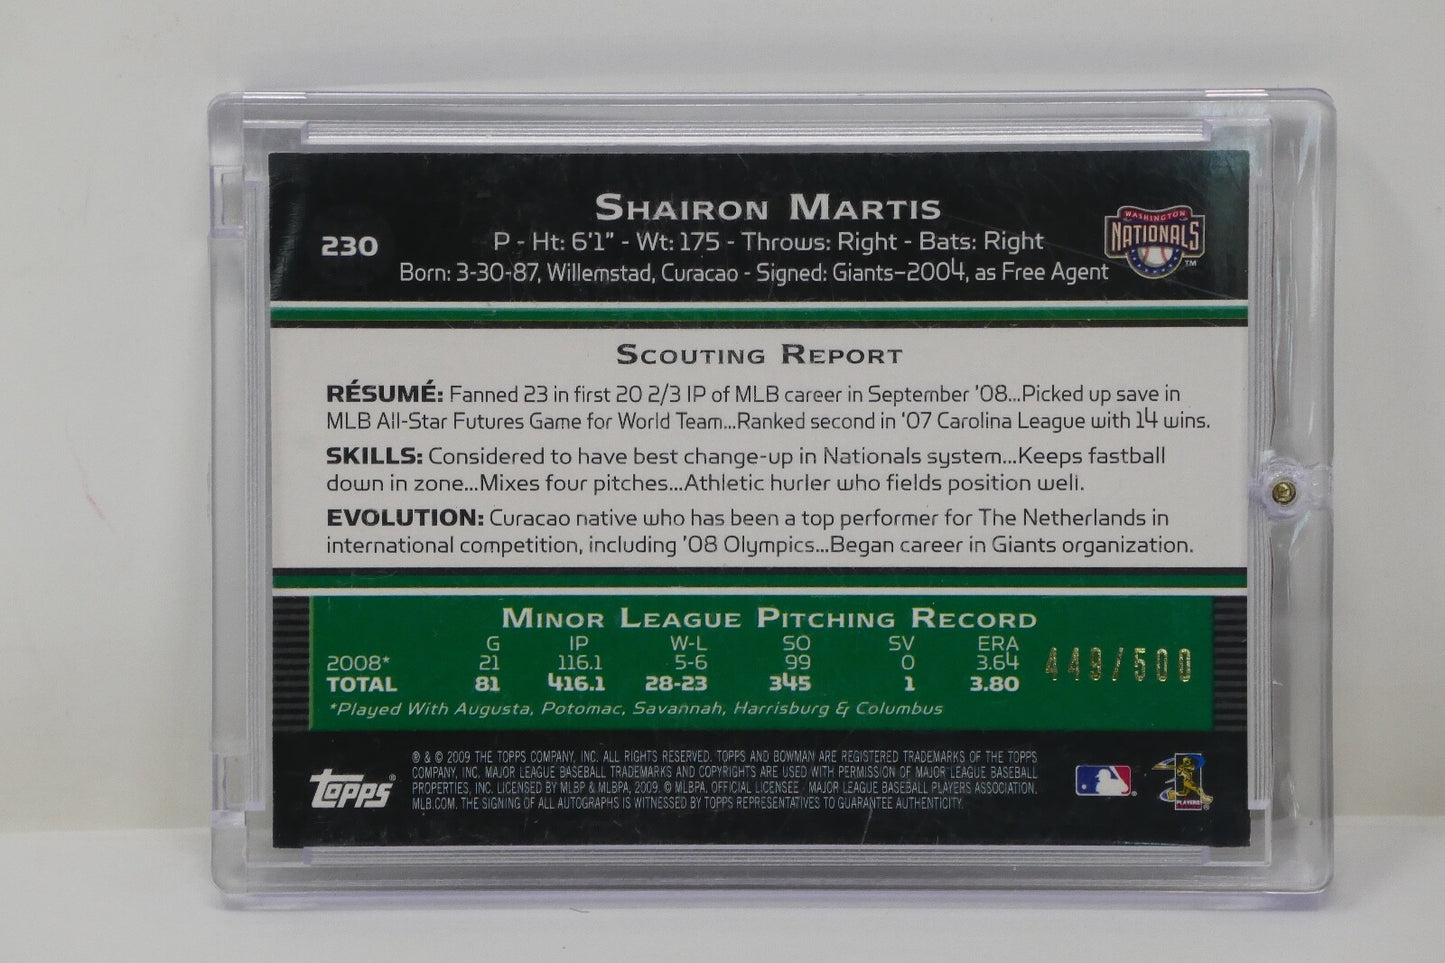 SHAIRON MARTIS
230
P - Ht: 6'1" - Wt: 175 - Throws: Right - Bats: Right
Born: 3-30-87, Willemstad, Curacao - Signed: Giants–2004, as Free Agent
WASHINGTON
NATIONALS
TM
SCOUTING REPORT
RÉSUMÉ: Fanned 23 in first 20 2/3 IP of MLB career in September '08...Picked up save in
MLB All-Star Futures Game for World Team...Ranked second in '07 Carolina League with 14 wins.
SKILLS: Considered to have best change-up in Nationals system...Keeps fastball
down in zone...Mixes four pitches...Athletic hurler who fields position well.
EVOLUTION: Curacao native who has been a top performer for The Netherlands in
international competition, including '08 Olympics...Began career in Giants organization.
MINOR LEAGUE PITCHING RECORD
G IP W-L SO SV ERA
2008* 21 116.1 5-6 99 0 3.64
TOTAL 81 416.1 28-23 345 1 3.80
449/500
*Played With Augusta, Potomac, Savannah, Harrisburg & Columbus
topps®
® & © 2009 THE TOPPS COMPANY, INC. ALL RIGHTS RESERVED. TOPPS AND BOWMAN ARE REGISTERED TRADEMARKS OF THE TOPPS
COMPANY, INC. MAJOR LEAGUE BASEBALL TRADEMARKS AND COPYRIGHTS ARE USED WITH PERMISSION OF MAJOR LEAGUE BASEBALL
PROPERTIES, INC. LICENSED BY MLBP & MLBPA, 2009. © MLBPA, OFFICIAL LICENSEE - MAJOR LEAGUE BASEBALL PLAYERS ASSOCIATION.
MLB.COM. THE SIGNING OF ALL AUTOGRAPHS IS WITNESSED BY TOPPS REPRESENTATIVES TO GUARANTEE AUTHENTICITY.
PLAYERS